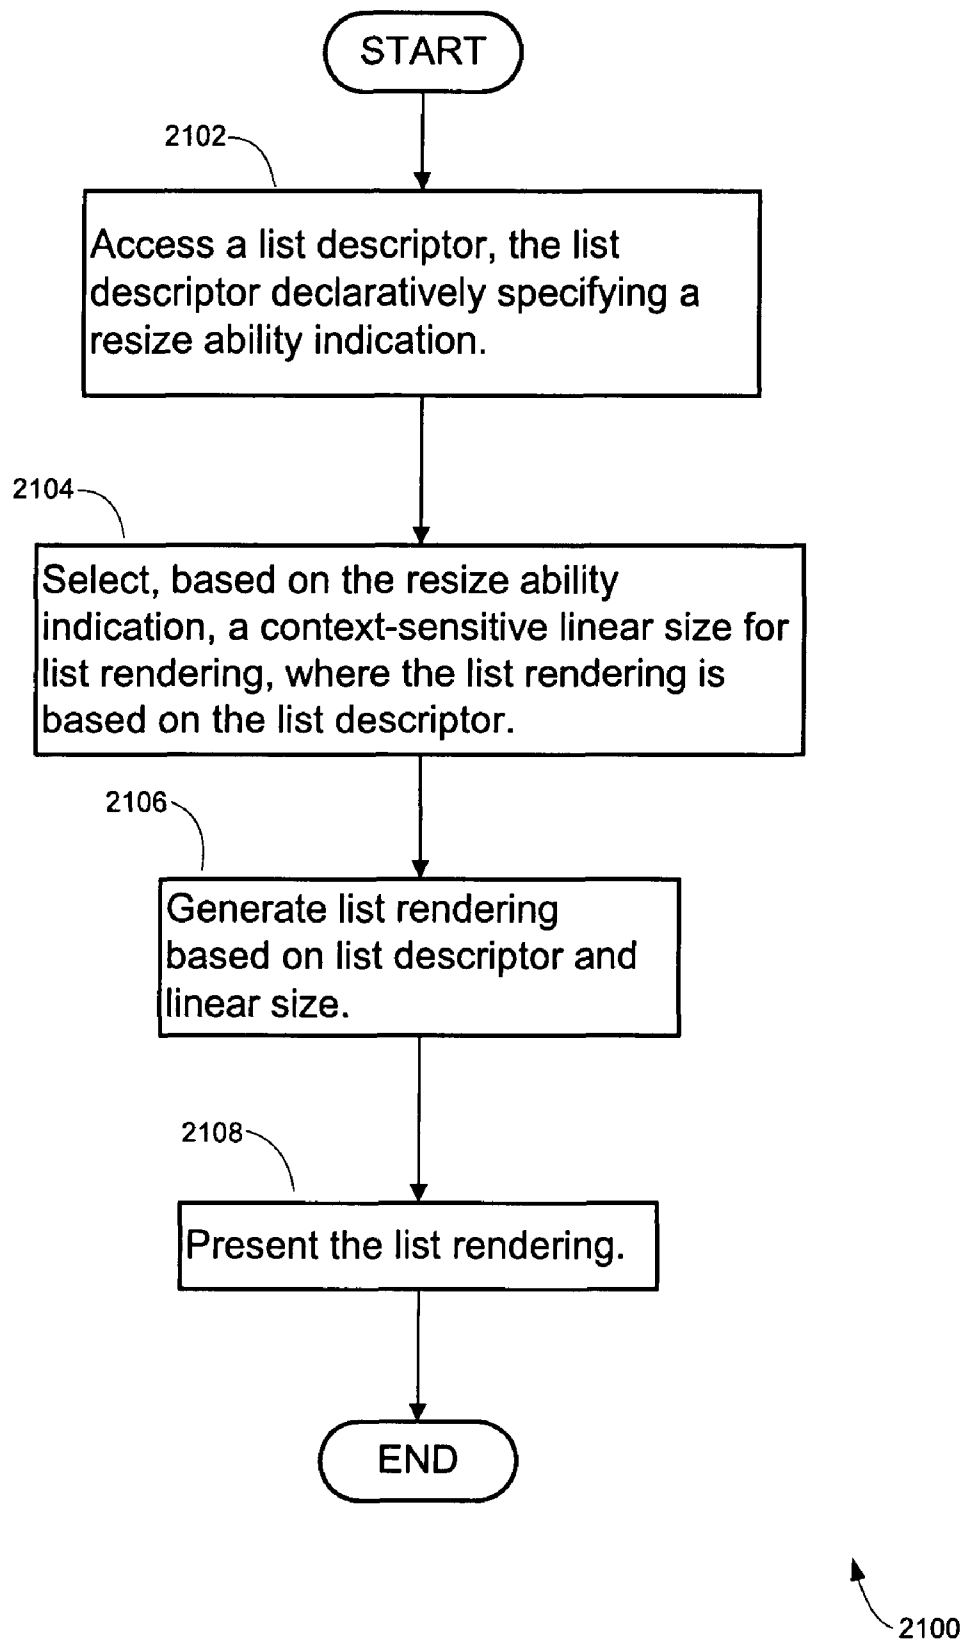 START
2102
Access a list descriptor, the list
descriptor declaratively specifying a
resize ability indication.
2104
Select, based on the resize ability
indication, a context-sensitive linear size for
list rendering, where the list rendering is
based on the list descriptor.
2106
Generate list rendering
based on list descriptor and
linear size.
2108
Present the list rendering.
END
2100